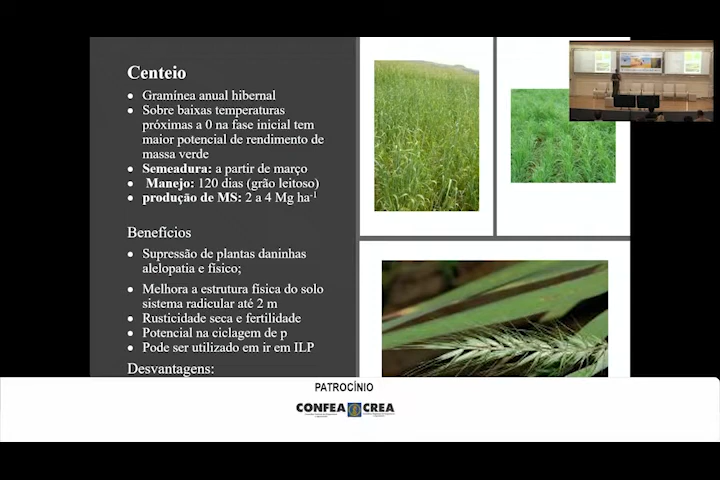 Centeio
• Gramínea anual hibernal
• Sobre baixas temperaturas
próximas a 0 na fase inicial tem
maior potencial de rendimento de
massa verde
• Semeadura: a partir de março
• Manejo: 120 dias (grão leitoso)
• produção de MS: 2 a 4 Mg ha⁻¹
Benefícios
• Supressão de plantas daninhas
alelopatia e físico;
• Melhora a estrutura física do solo
sistema radicular até 2 m
• Rusticidade seca e fertilidade
• Potencial na ciclagem de p
• Pode ser utilizado em ir em ILP
Desvantagens:
PATROCÍNIO
CONFEA CREA